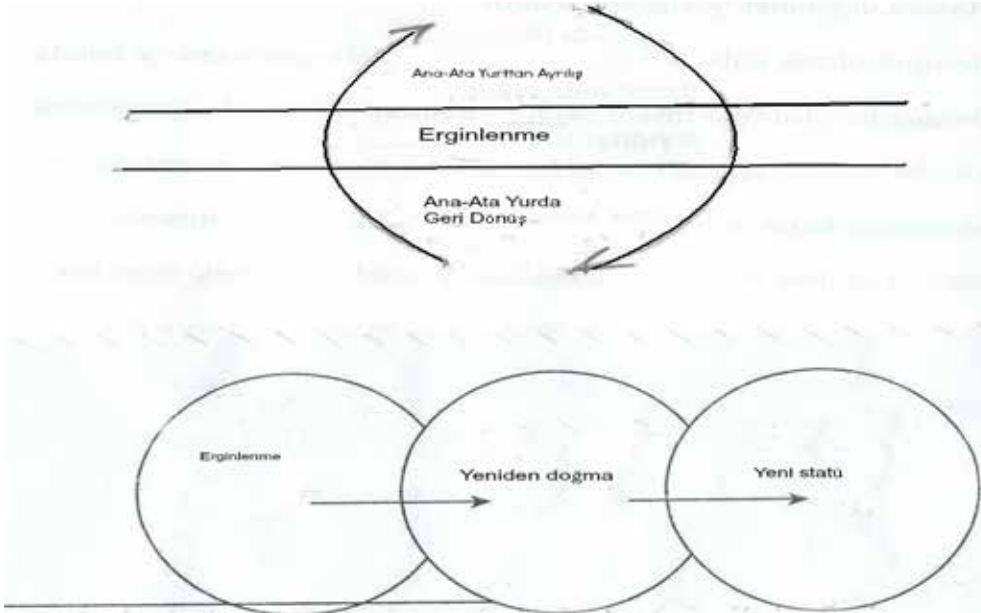 Ana-Ata Yurttan Ayrılış
Erginlenme
Ana-Ata Yurda
Geri Dönüş
Erginlenme
Yeniden doğma
Yeni statü